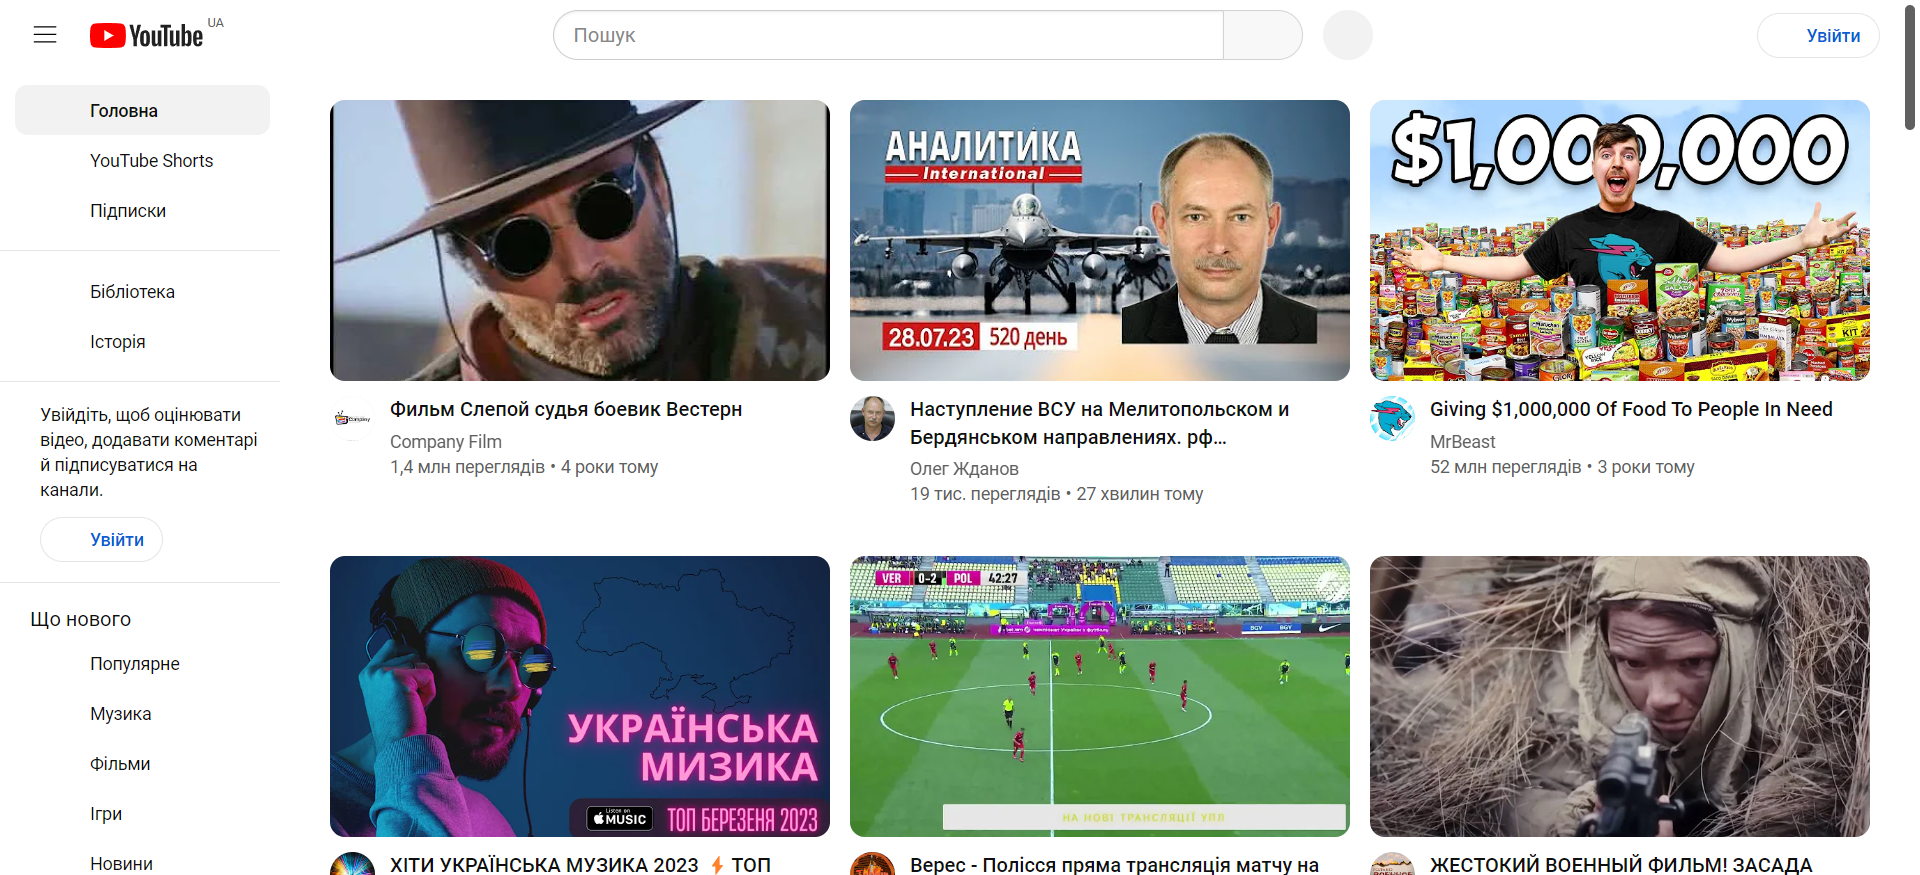 YouTube UA
Пошук
Увійти
Головна
YouTube Shorts
Підписки
Бібліотека
Історія
Увійдіть, щоб оцінювати
відео, додавати коментарі
й підписуватися на
канали.
Увійти
Що нового
Популярне
Музика
Фільми
Ігри
Новини
Фильм Слепой судья боевик Вестерн
Company Film
1,4 млн переглядів • 4 роки тому
АНАЛИТИКА
International
28.07.23 520 день
Наступление ВСУ на Мелитопольском и
Бердянськом направлениях. рф...
Олег Жданов
19 тис. переглядів • 27 хвилин тому
$1,000,000
Giving $1,000,000 Of Food To People In Need
MrBeast
52 млн переглядів • 3 роки тому
УКРАЇНСЬКА
МИЗИКА
Listen on
MUSIC
ТОП БЕРЕЗЕНЯ 2023
ХІТИ УКРАЇНСЬКА МУЗИКА 2023 ⚡ ТОП
VER 0-2 POL 42:27
НА НОВІ ТРАНСЛЯЦІЇ УПЛ
Верес - Полісся пряма трансляція матчу на
ЖЕСТОКИЙ ВОЕННЫЙ ФИЛЬМ! ЗАСАДА